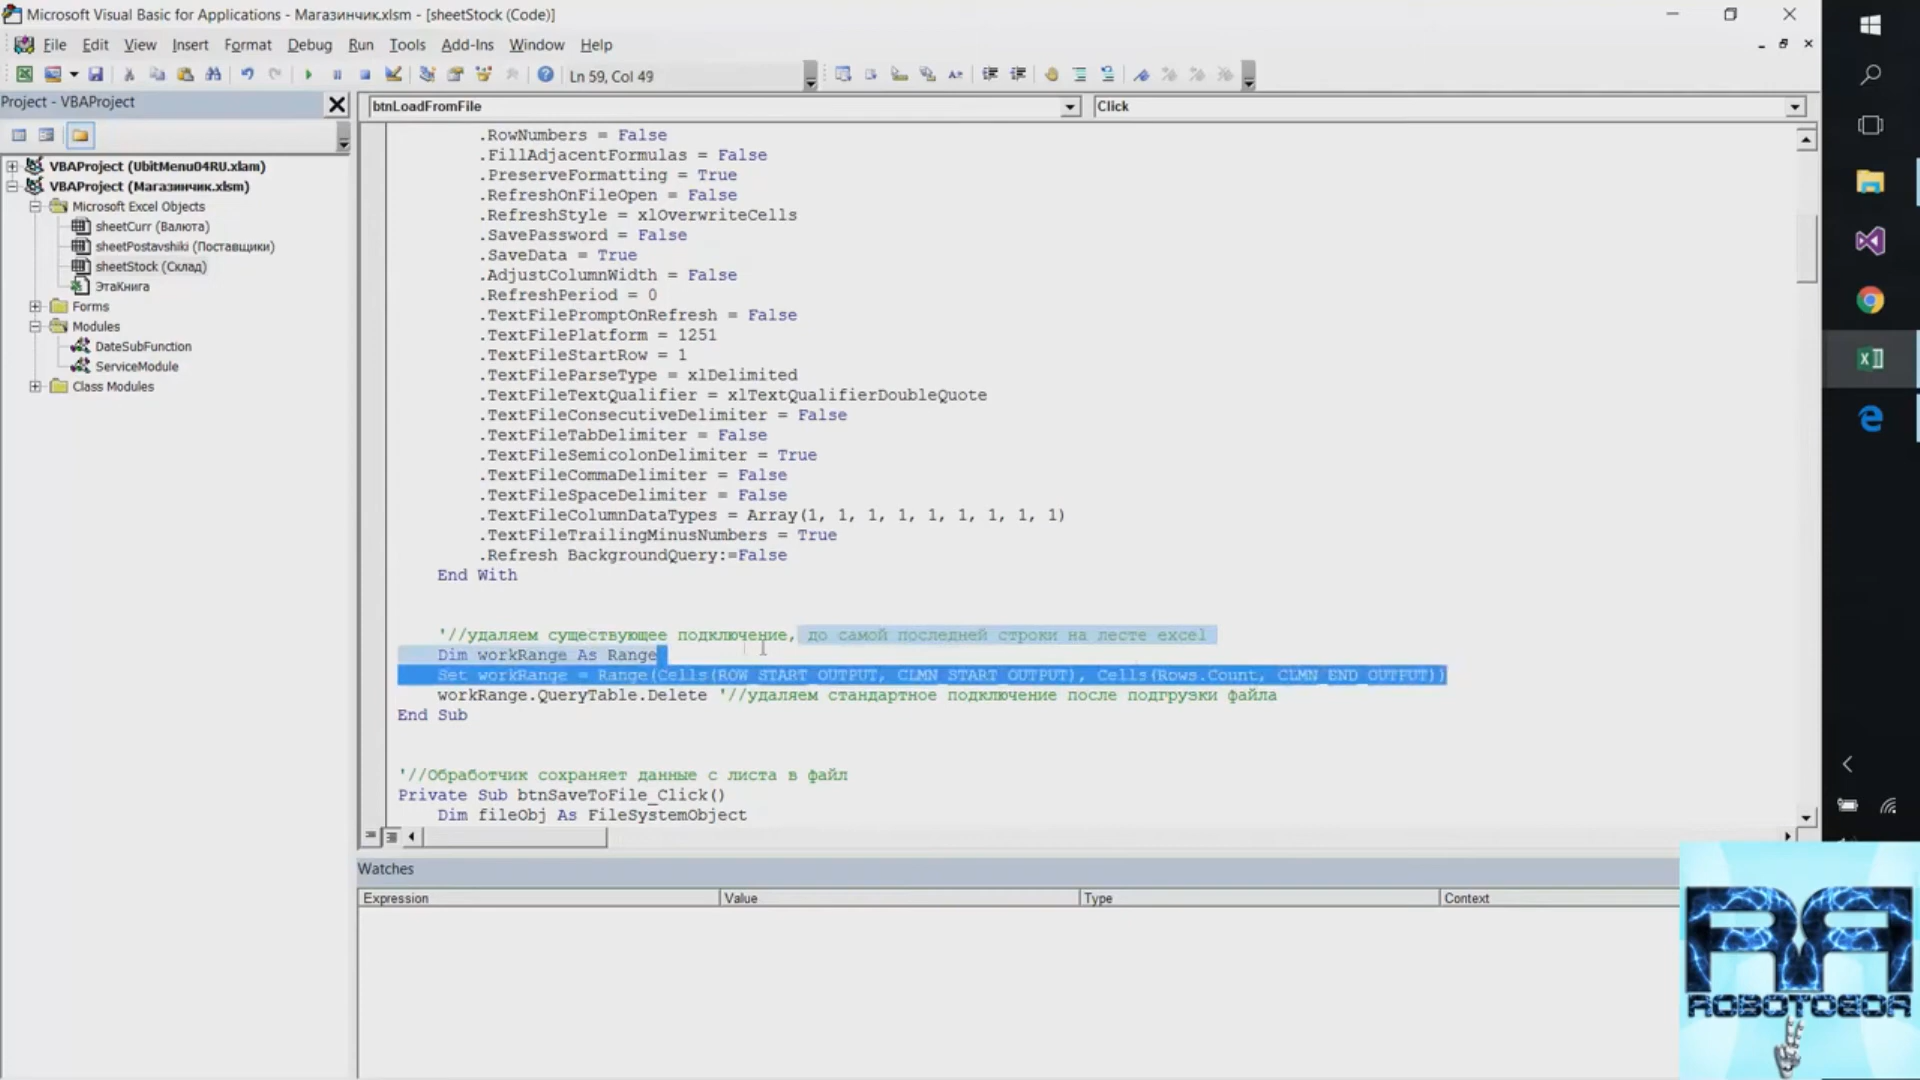 Microsoft Visual Basic for Applications - Магазинчик.xlsm - [sheetStock (Code)]
File Edit View Insert Format Debug Run Tools Add-Ins Window Help
Ln 59, Col 49
Project - VBAProject
btnLoadFromFile
Click
VBAProject (UbitMenu04RU.xlam)
VBAProject (Магазинчик.xlsm)
Microsoft Excel Objects
sheetCurr (Валюта)
sheetPostavshiki (Поставщики)
sheetStock (Склад)
ЭтаКнига
Forms
Modules
DateSubFunction
ServiceModule
Class Modules
.RowNumbers = False
.FillAdjacentFormulas = False
.PreserveFormatting = True
.RefreshOnFileOpen = False
.RefreshStyle = xlOverwriteCells
.SavePassword = False
.SaveData = True
.AdjustColumnWidth = False
.RefreshPeriod = 0
.TextFilePromptOnRefresh = False
.TextFilePlatform = 1251
.TextFileStartRow = 1
.TextFileParseType = xlDelimited
.TextFileTextQualifier = xlTextQualifierDoubleQuote
.TextFileConsecutiveDelimiter = False
.TextFileTabDelimiter = False
.TextFileSemicolonDelimiter = True
.TextFileCommaDelimiter = False
.TextFileSpaceDelimiter = False
.TextFileColumnDataTypes = Array(1, 1, 1, 1, 1, 1, 1, 1, 1)
.TextFileTrailingMinusNumbers = True
.Refresh BackgroundQuery:=False
End With
'//удаляем существующее подключение, до самой последней строки на лесте excel
Dim workRange As Range
Set workRange = Range(Cells(ROW_START_OUTPUT, CLMN_START_OUTPUT), Cells(Rows.Count, CLMN_END_OUTPUT))
workRange.QueryTable.Delete '//удаляем стандартное подключение после подгрузки файла
End Sub
'//Обработчик сохраняет данные с листа в файл
Private Sub btnSaveToFile_Click()
Dim fileObj As FileSystemObject
Watches
Expression Value Type Context